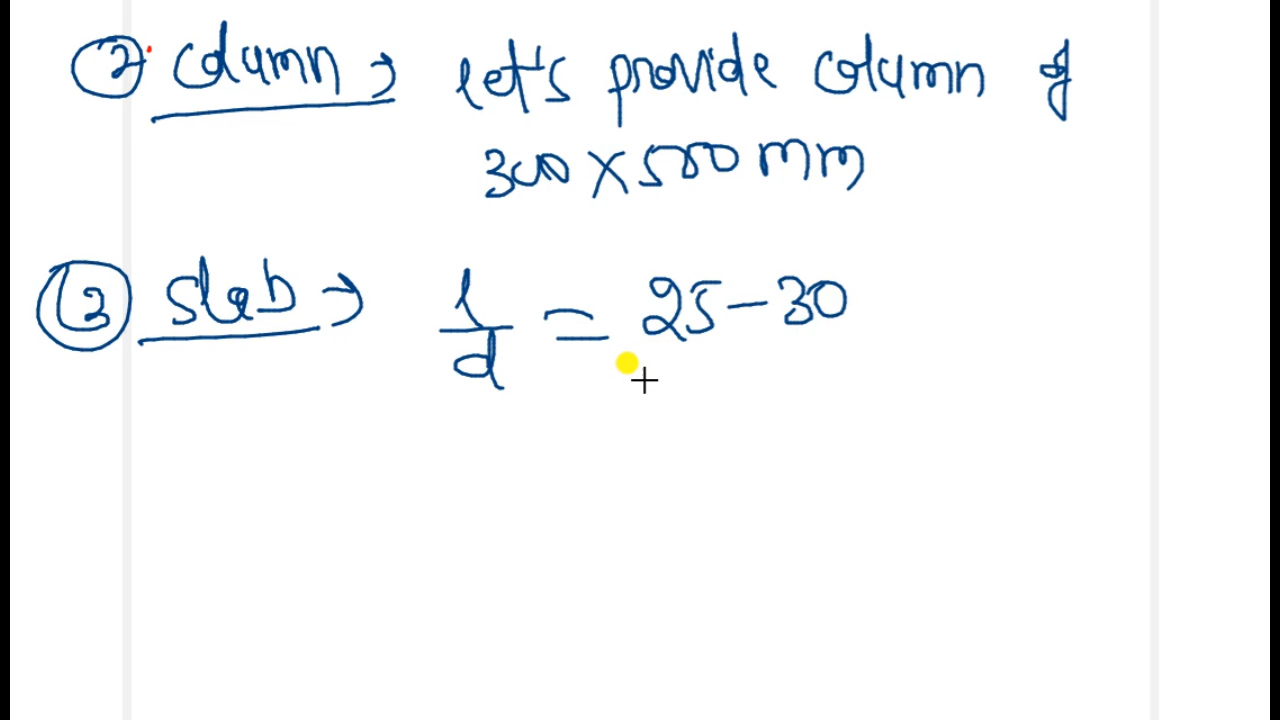 ② column → let's provide column of
300 x 500 mm
③ slab → l/d = 25-30